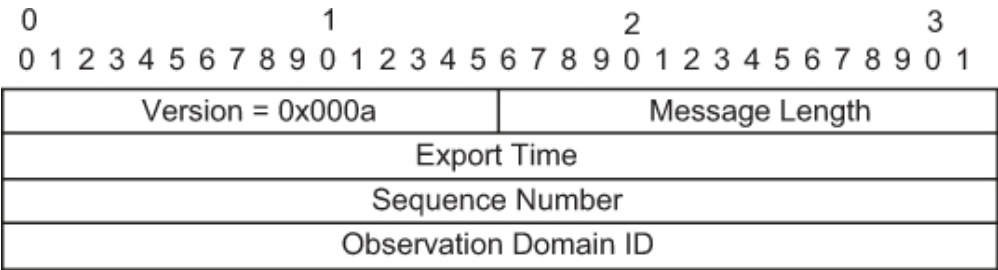 0 1 2 3
0 1 2 3 4 5 6 7 8 9 0 1 2 3 4 5 6 7 8 9 0 1 2 3 4 5 6 7 8 9 0 1
Version = 0x000a Message Length
Export Time
Sequence Number
Observation Domain ID